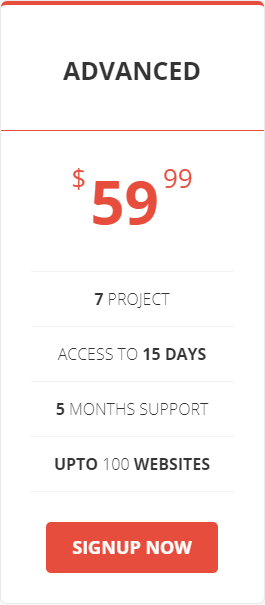 ADVANCED
$59 99
7 PROJECT
ACCESS TO 15 DAYS
5 MONTHS SUPPORT
UPTO 100 WEBSITES
SIGNUP NOW